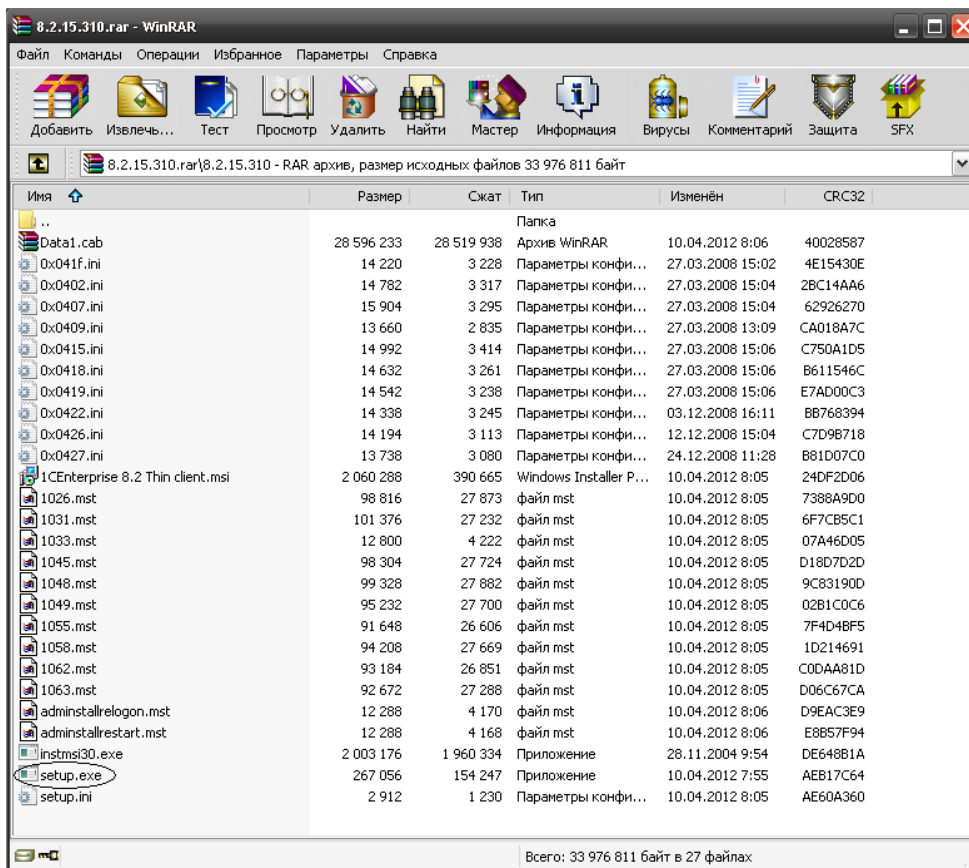 8.2.15.310.rar - WinRAR
Файл Команды Операции Избранное Параметры Справка
Добавить Извлечь... Тест Просмотр Удалить Найти Мастер Информация Вирусы Комментарий Защита SFX
8.2.15.310.rar\8.2.15.310 - RAR архив, размер исходных файлов 33 976 811 байт
Имя Размер Сжат Тип Изменён CRC32
.. Папка
Data1.cab 28 596 233 28 519 938 Архив WinRAR 10.04.2012 8:06 40028587
0x041f.ini 14 220 3 228 Параметры конфи... 27.03.2008 15:02 4E15430E
0x0402.ini 14 782 3 317 Параметры конфи... 27.03.2008 15:04 2BC14AA6
0x0407.ini 15 904 3 295 Параметры конфи... 27.03.2008 15:04 62926270
0x0409.ini 13 660 2 835 Параметры конфи... 27.03.2008 13:09 CA018A7C
0x0415.ini 14 992 3 414 Параметры конфи... 27.03.2008 15:06 C750A1D5
0x0418.ini 14 632 3 261 Параметры конфи... 27.03.2008 15:06 B611546C
0x0419.ini 14 542 3 238 Параметры конфи... 27.03.2008 15:06 E7AD00C3
0x0422.ini 14 338 3 245 Параметры конфи... 03.12.2008 16:11 BB768394
0x0426.ini 14 194 3 113 Параметры конфи... 12.12.2008 15:04 C7D9B718
0x0427.ini 13 738 3 080 Параметры конфи... 24.12.2008 11:28 B81D07C0
1CEnterprise 8.2 Thin client.msi 2 060 288 390 665 Windows Installer P... 10.04.2012 8:05 24DF2D06
1026.mst 98 816 27 873 файл mst 10.04.2012 8:05 7388A9D0
1031.mst 101 376 27 232 файл mst 10.04.2012 8:05 6F7CB5C1
1033.mst 12 800 4 222 файл mst 10.04.2012 8:05 07A46D05
1045.mst 98 304 27 724 файл mst 10.04.2012 8:05 D18D7D2D
1048.mst 99 328 27 882 файл mst 10.04.2012 8:05 9C83190D
1049.mst 95 232 27 700 файл mst 10.04.2012 8:05 02B1C0C6
1055.mst 91 648 26 606 файл mst 10.04.2012 8:05 7F4D4BF5
1058.mst 94 208 27 669 файл mst 10.04.2012 8:05 1D214691
1062.mst 93 184 26 851 файл mst 10.04.2012 8:05 C0DAA81D
1063.mst 92 672 27 288 файл mst 10.04.2012 8:05 D06C67CA
adminstallrelogon.mst 12 288 4 170 файл mst 10.04.2012 8:06 D9EAC3E9
adminstallrestart.mst 12 288 4 168 файл mst 10.04.2012 8:06 E8B57F94
instmsi30.exe 2 003 176 1 960 334 Приложение 28.11.2004 9:54 DE648B1A
setup.exe 267 056 154 247 Приложение 10.04.2012 7:55 AEB17C64
setup.ini 2 912 1 230 Параметры конфи... 10.04.2012 8:05 AE60A360
Всего: 33 976 811 байт в 27 файлах